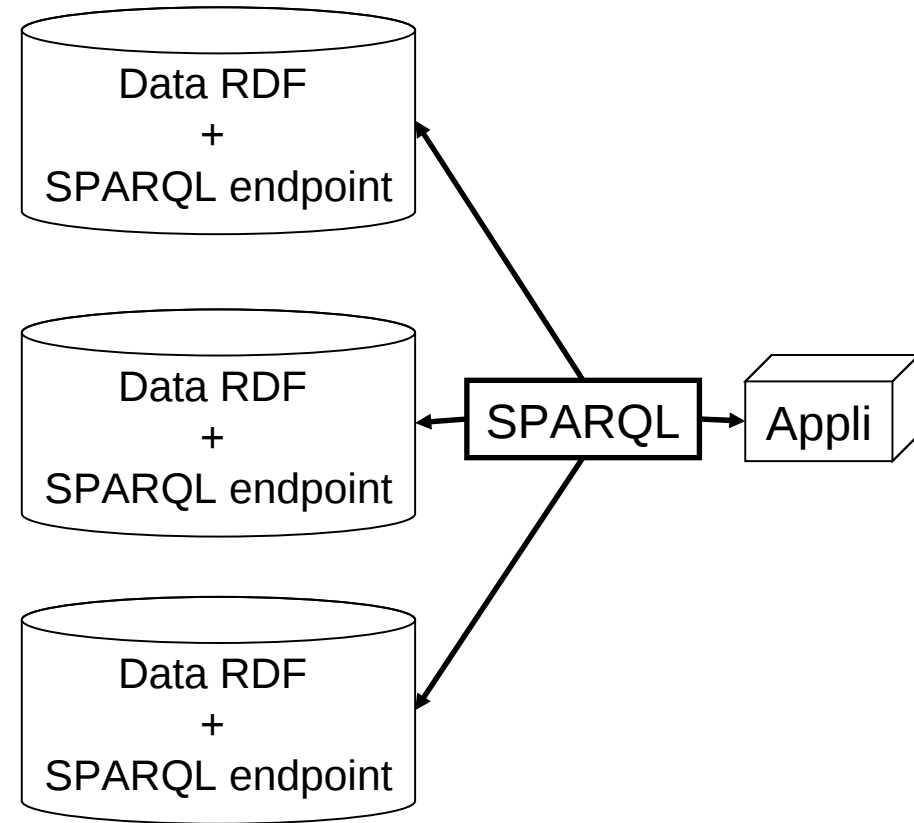 Data RDF
+
SPARQL endpoint
Data RDF
+
SPARQL endpoint
SPARQL
Appli
Data RDF
+
SPARQL endpoint